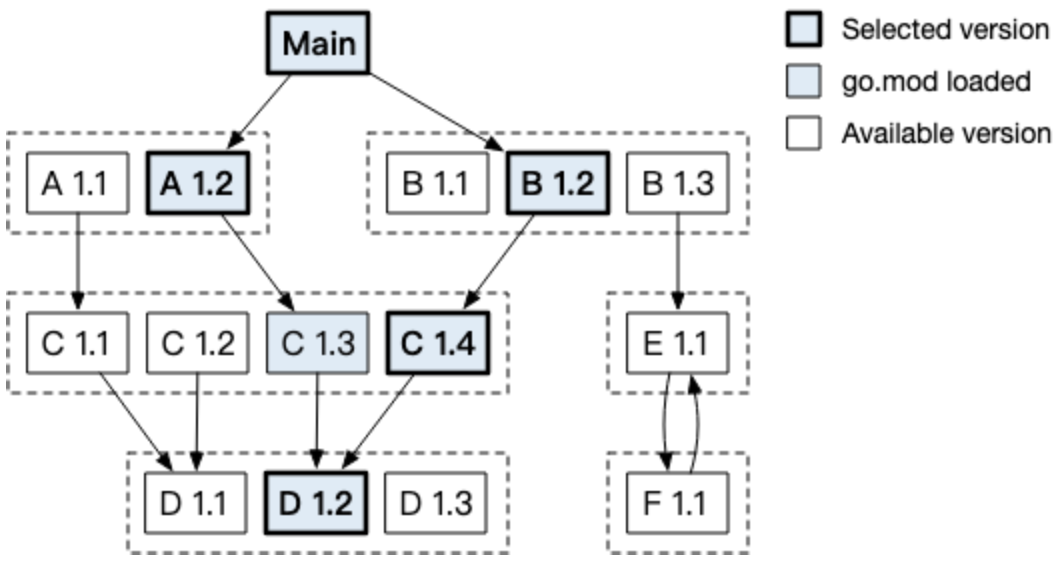 Main
Selected version
go.mod loaded
Available version
A 1.1 A 1.2 B 1.1 B 1.2 B 1.3
C 1.1 C 1.2 C 1.3 C 1.4 E 1.1
D 1.1 D 1.2 D 1.3 F 1.1